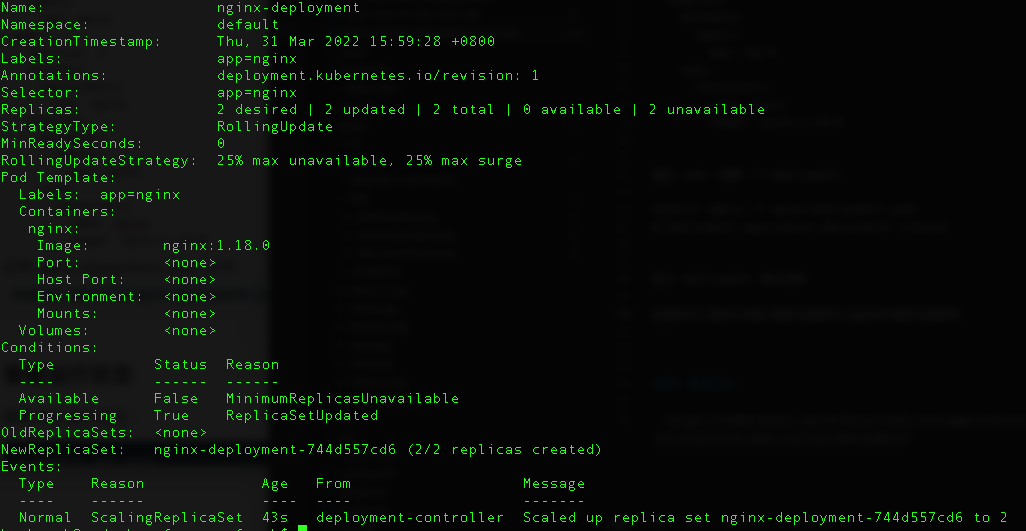 Name:                   nginx-deployment
Namespace:              default
CreationTimestamp:      Thu, 31 Mar 2022 15:59:28 +0800
Labels:                 app=nginx
Annotations:            deployment.kubernetes.io/revision: 1
Selector:               app=nginx
Replicas:               2 desired | 2 updated | 2 total | 0 available | 2 unavailable
StrategyType:           RollingUpdate
MinReadySeconds:        0
RollingUpdateStrategy:  25% max unavailable, 25% max surge
Pod Template:
  Labels:  app=nginx
  Containers:
   nginx:
    Image:        nginx:1.18.0
    Port:         <none>
    Host Port:    <none>
    Environment:  <none>
    Mounts:       <none>
  Volumes:        <none>
Conditions:
  Type           Status  Reason
  ----           ------  ------
  Available      False   MinimumReplicasUnavailable
  Progressing    True    ReplicaSetUpdated
OldReplicaSets:  <none>
NewReplicaSet:   nginx-deployment-744d557cd6 (2/2 replicas created)
Events:
  Type    Reason             Age   From                   Message
  ----    ------             ----  ----                   -------
  Normal  ScalingReplicaSet  43s   deployment-controller  Scaled up replica set nginx-deployment-744d557cd6 to 2